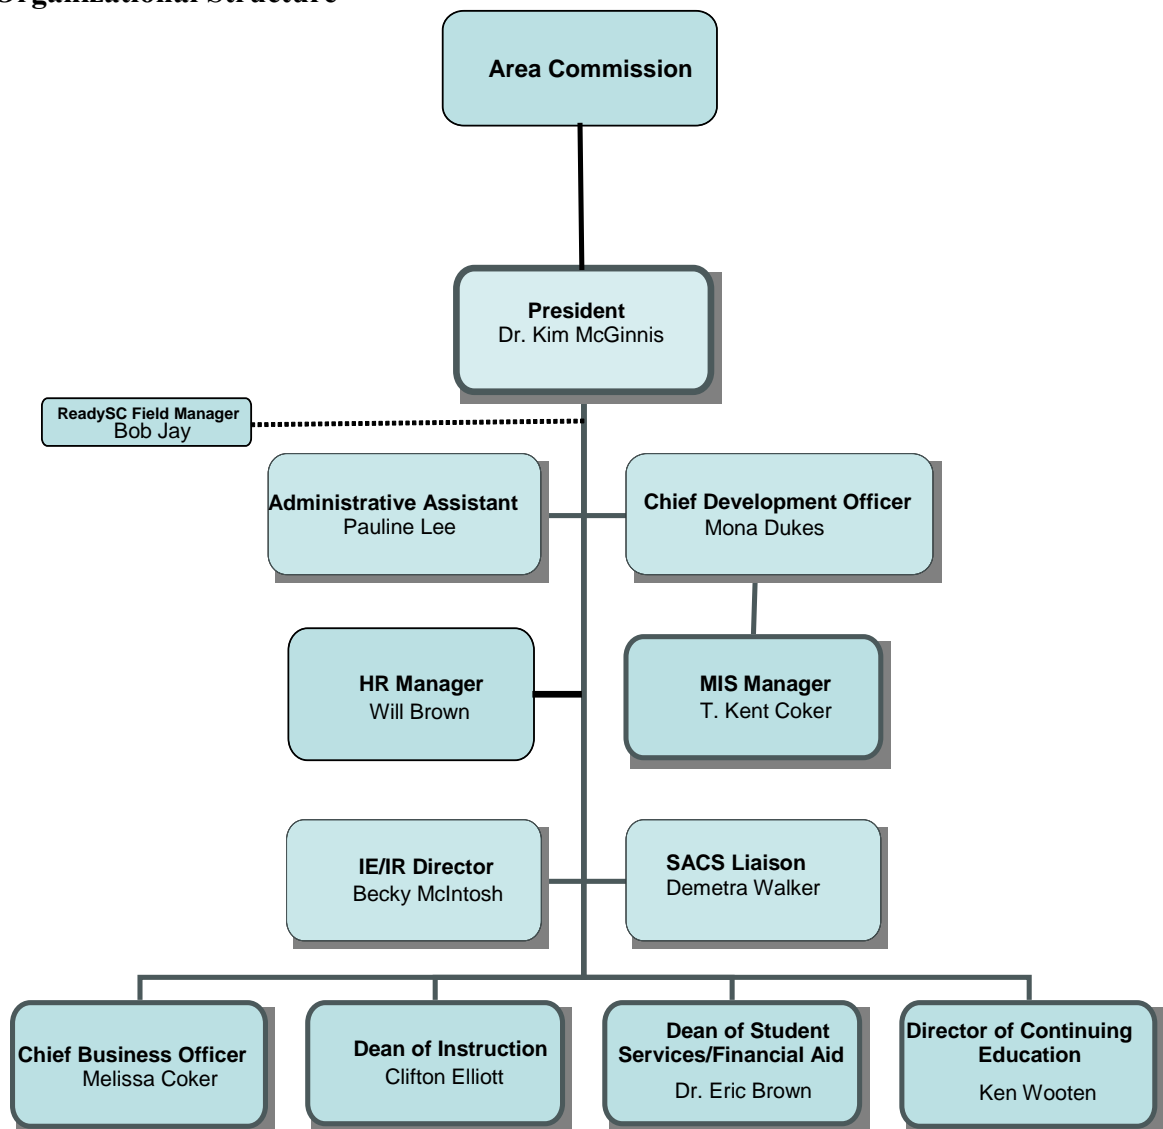 Organizational Structure
Area Commission
President
Dr. Kim McGinnis
ReadySC Field Manager
Bob Jay
Administrative Assistant
Pauline Lee
Chief Development Officer
Mona Dukes
HR Manager
Will Brown
MIS Manager
T. Kent Coker
IE/IR Director
Becky McIntosh
SACS Liaison
Demetra Walker
Chief Business Officer
Melissa Coker
Dean of Instruction
Clifton Elliott
Dean of Student
Services/Financial Aid
Dr. Eric Brown
Director of Continuing
Education
Ken Wooten